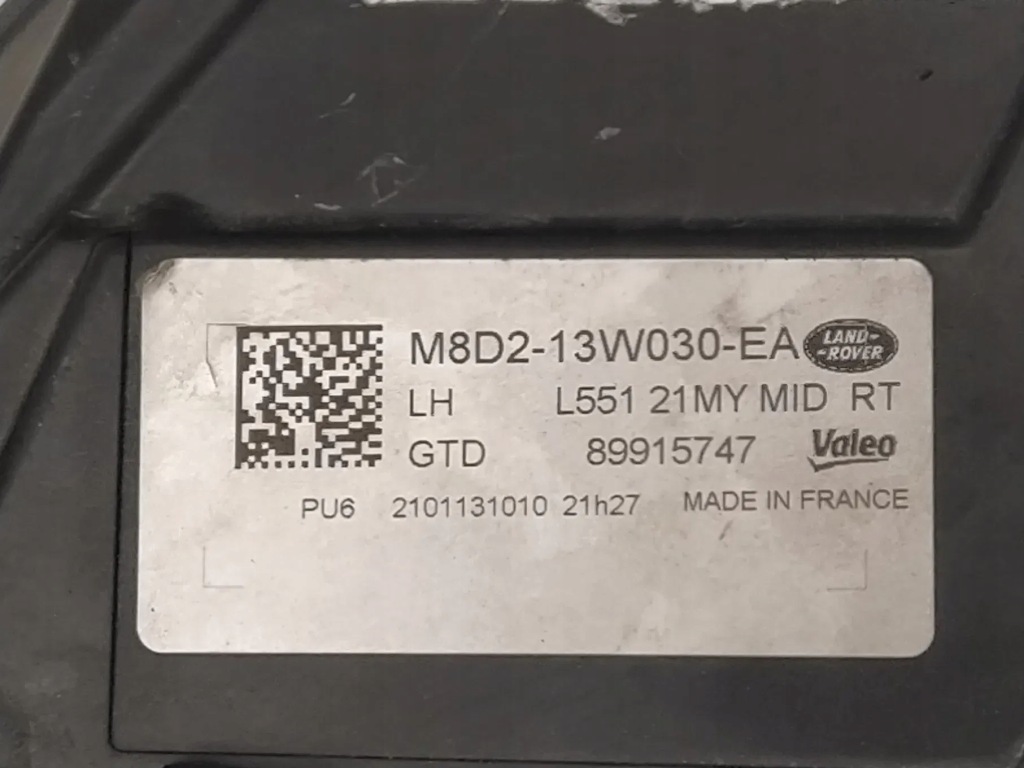 M8D2-13W030-EA LAND-
-ROVER
LH L551 21MY MID RT
GTD 89915747 Valeo
PU6 2101131010 21h27 MADE IN FRANCE